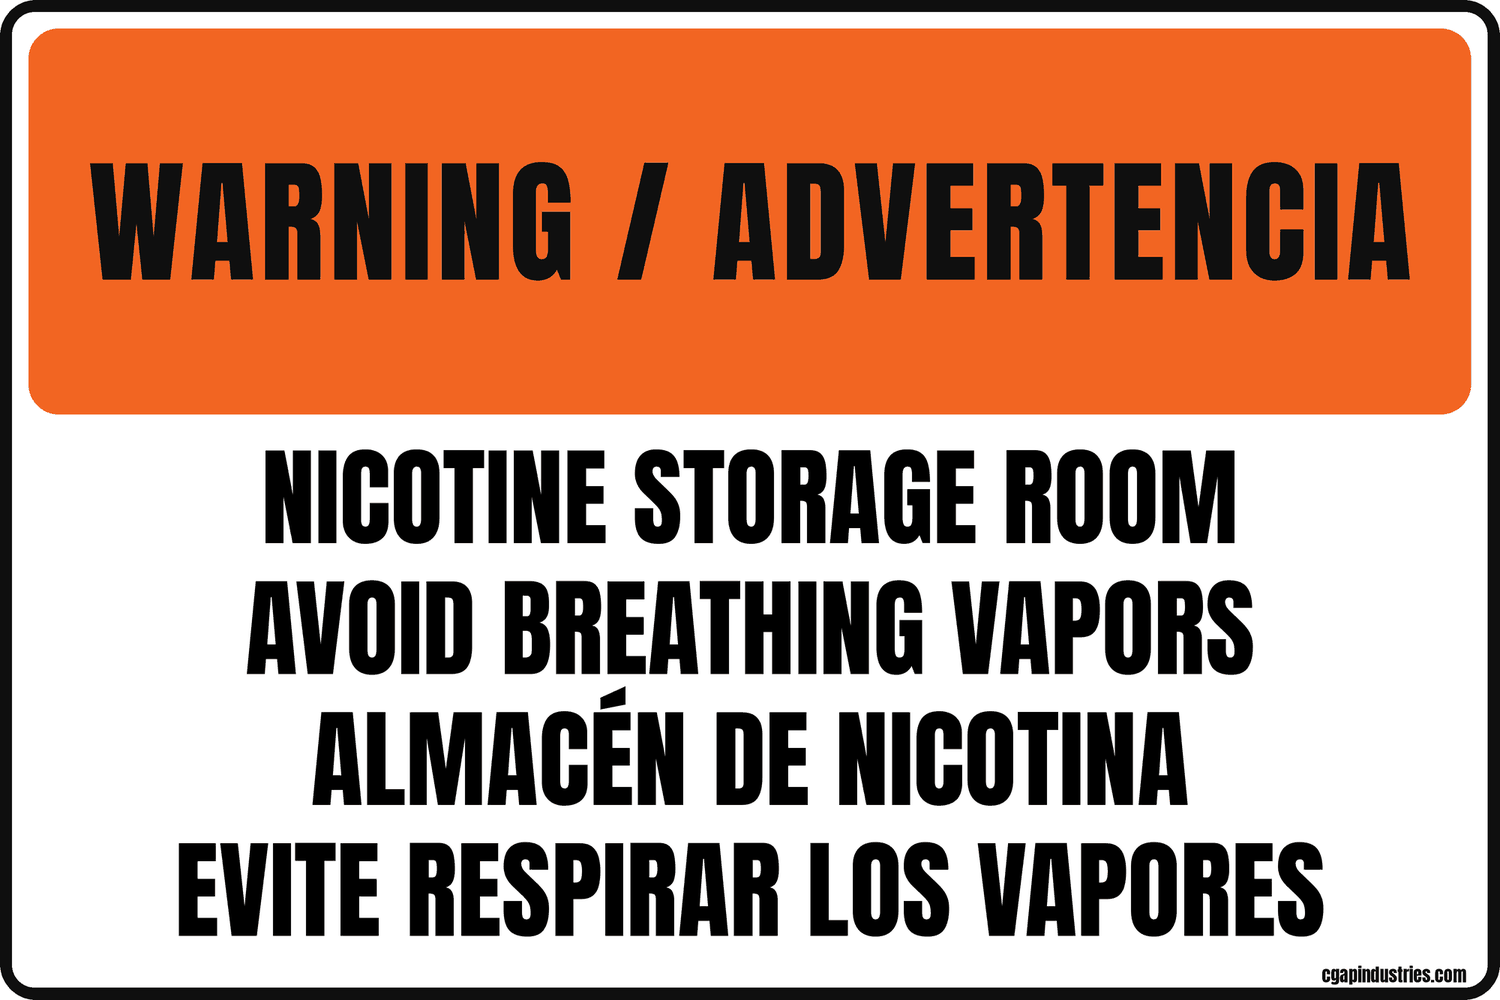 WARNING / ADVERTENCIA
NICOTINE STORAGE ROOM
AVOID BREATHING VAPORS
ALMACÉN DE NICOTINA
EVITE RESPIRAR LOS VAPORES
cgapindustries.com